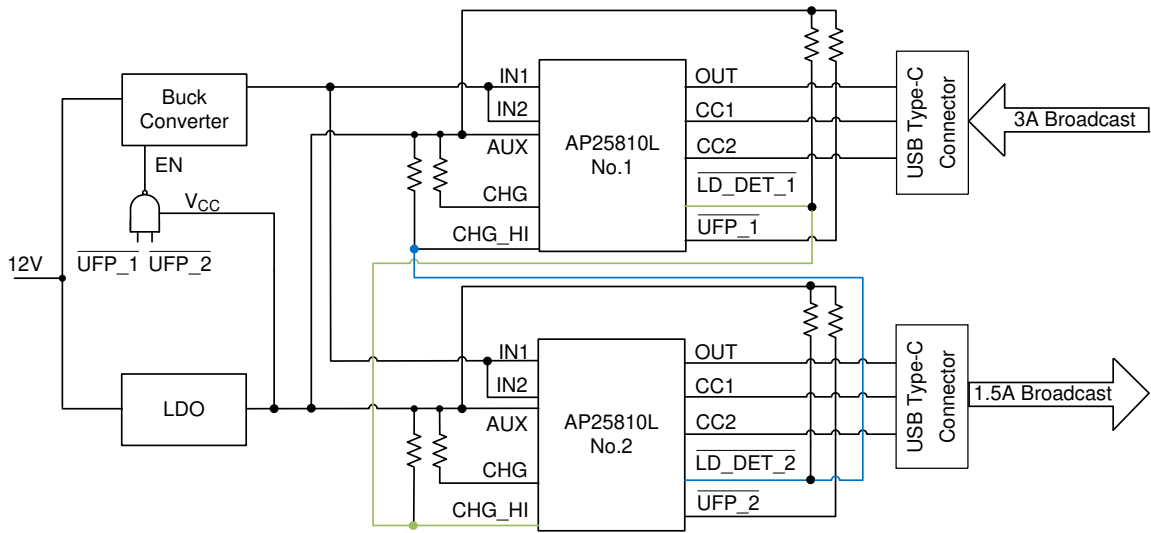 Buck
Converter
EN
VCC
UFP_1 UFP_2
12V
LDO
IN1
IN2
AUX
CHG
CHG_HI
AP25810L
No.1
OUT
CC1
CC2
LD_DET_1
UFP_1
USB Type-C
Connector
3A Broadcast
IN1
IN2
AUX
CHG
CHG_HI
AP25810L
No.2
OUT
CC1
CC2
LD_DET_2
UFP_2
USB Type-C
Connector
1.5A Broadcast